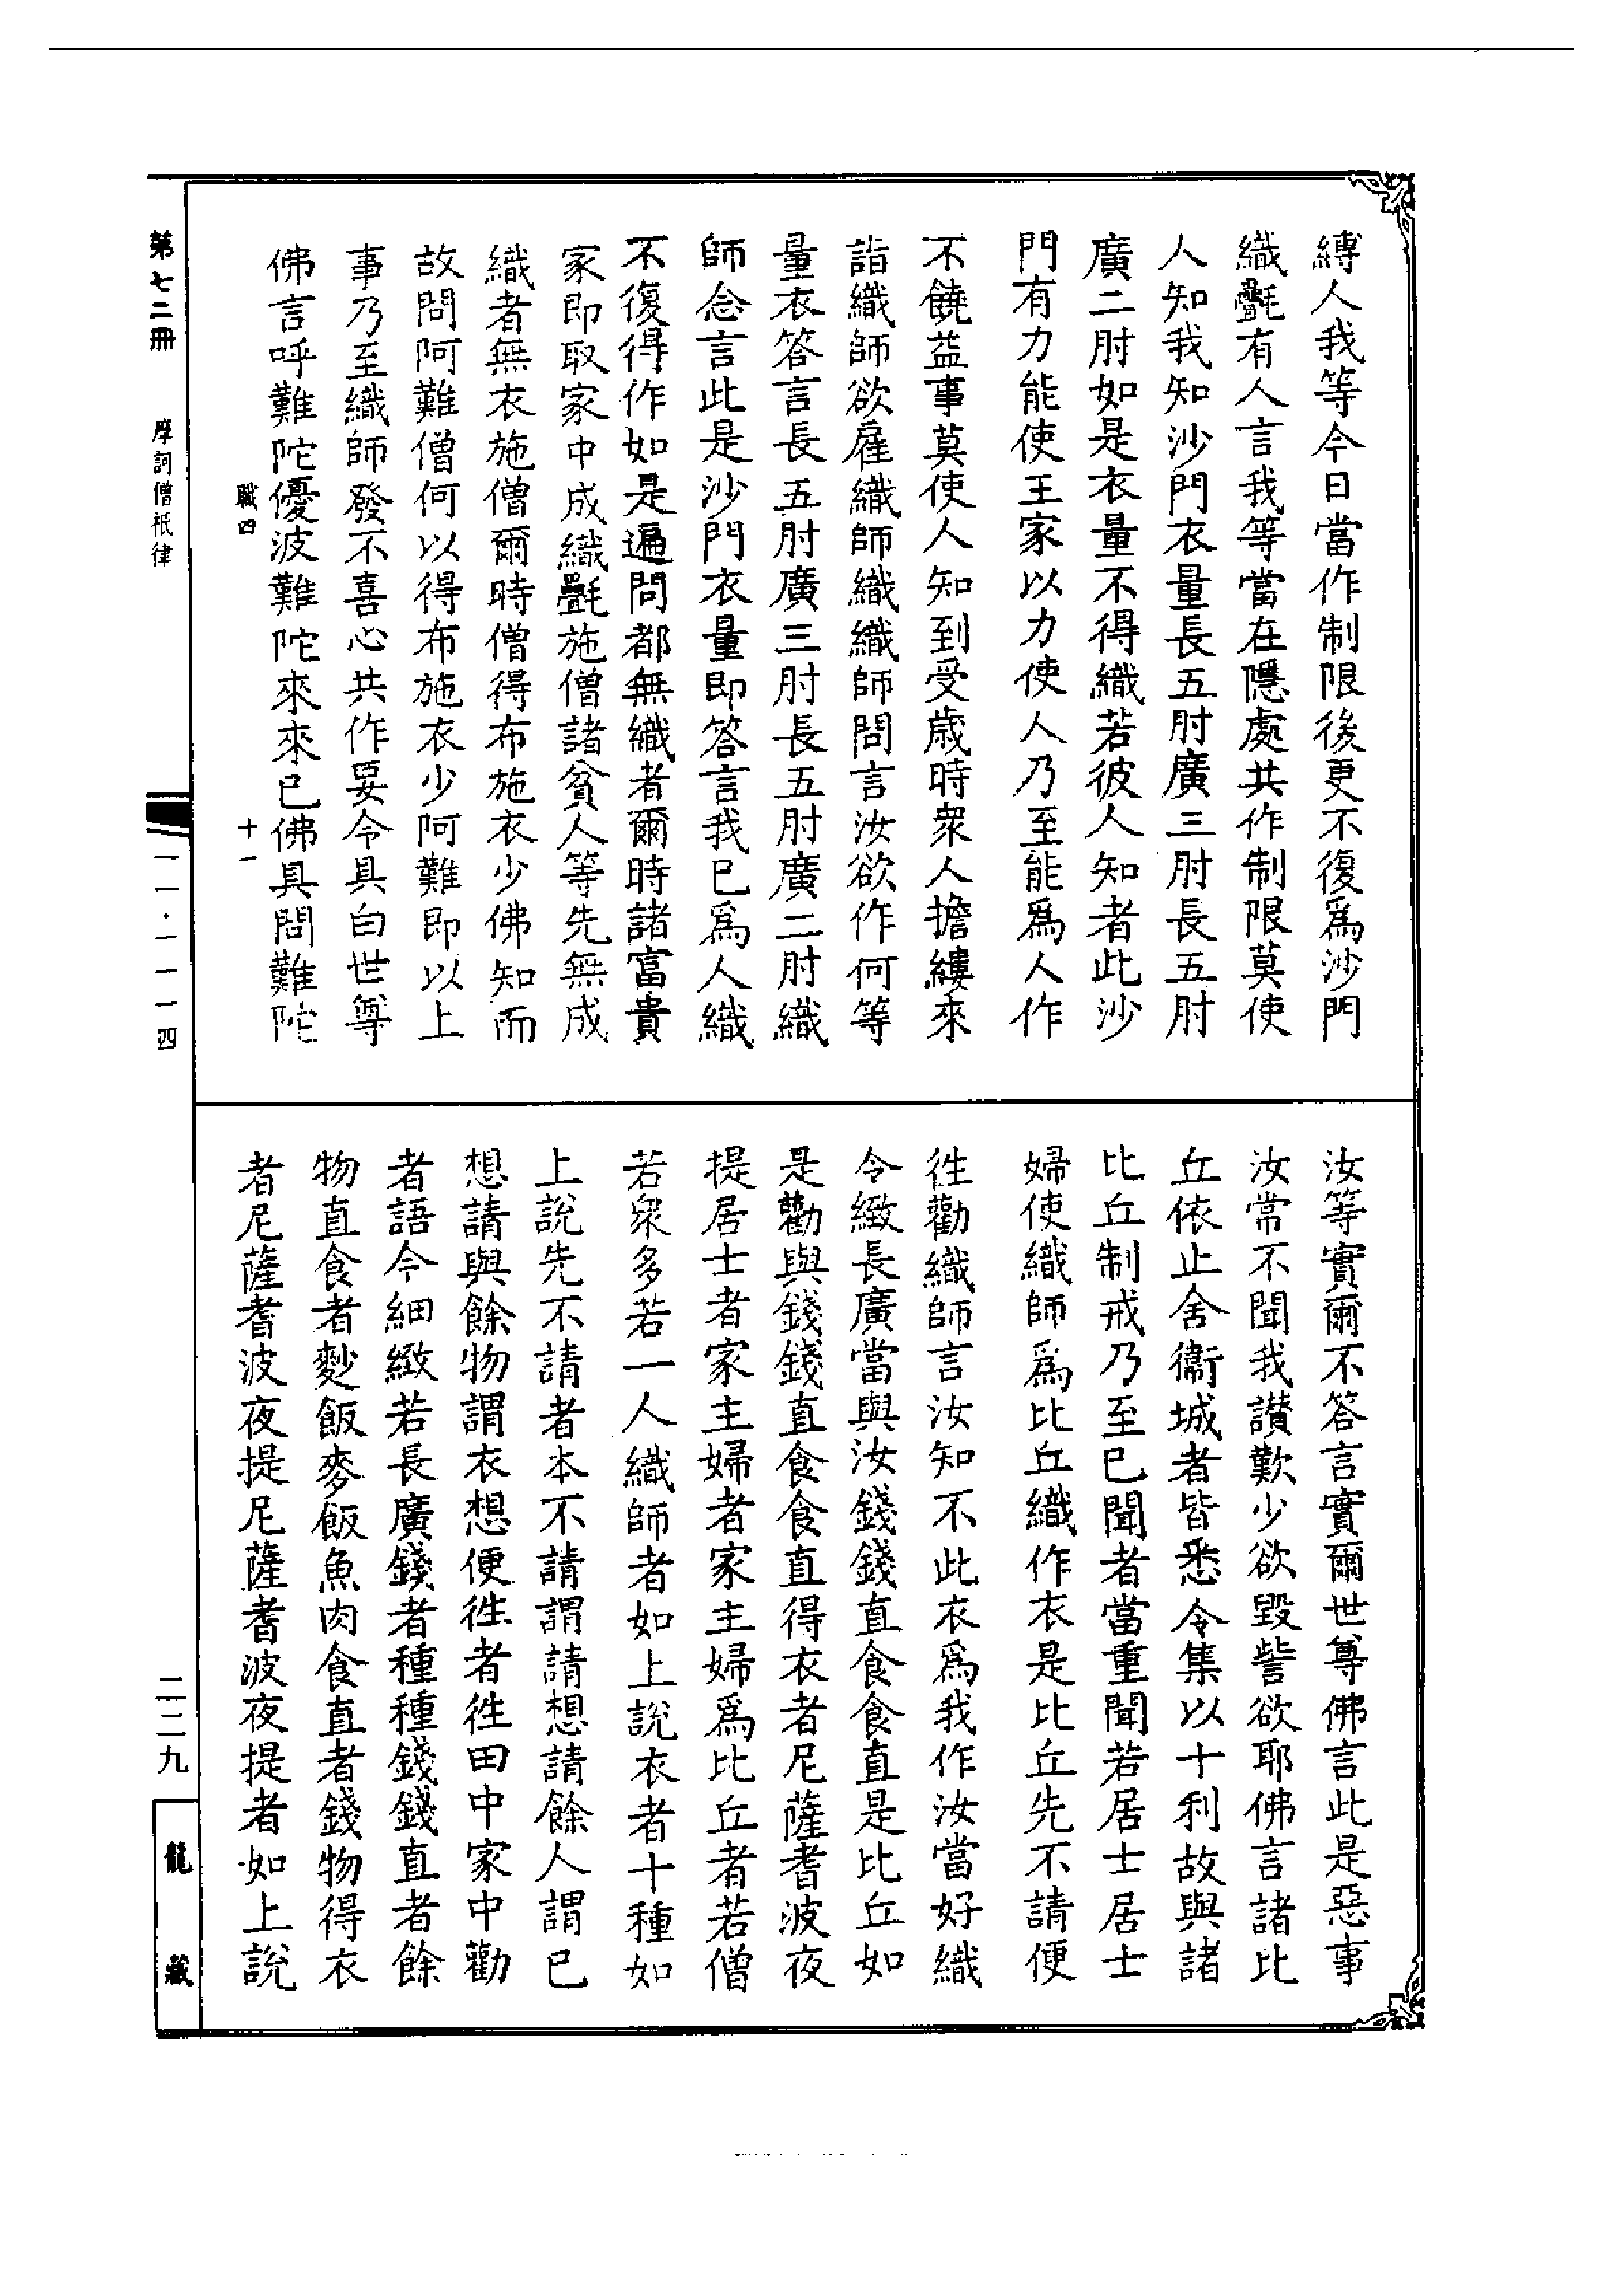 縛人我等今日當作制限後更不復爲沙門
織㲲有人言我等當在隱處共作制限莫使
人知我知沙門衣量長五肘廣三肘長五肘
廣二肘如是衣量不得織若彼人知者此沙
門有力能使王家以力使人乃至能爲人作
不饒益事莫使人知到受歲時衆人擔縷來
詣織師欲雇織師織織師問言汝欲作何等
量衣答言長五肘廣三肘長五肘廣二肘織
師念言此是沙門衣量即答言我已爲人織
不復得作如是遍問都無織者爾時諸富貴
家即取家中成織㲲施僧諸貧人等先無成
織者無衣施僧爾時僧得布施衣少佛知而
故問阿難僧何以得布施衣少阿難即以上
事乃至織師發不喜心共作要令具白世尊
佛言呼難陀優波難陀來來已佛具問難陀
職四
十一
汝等實爾不答言實爾世尊佛言此是惡事
汝常不聞我讃歎少欲毀訾欲耶佛言諸比
丘依止舍衞城者皆悉令集以十利故與諸
比丘制戒乃至已聞者當重聞若居士居士
婦使織師爲比丘織作衣是比丘先不請便
徃勸織師言汝知不此衣爲我作汝當好織
令緻長廣當與汝錢錢直食食直是比丘如
是勸與錢錢直食食直得衣者尼薩耆波夜
提居士者家主婦者家主婦爲比丘者若僧
若衆多若一人織師者如上說衣者十種如
上說先不請者本不請謂請想請餘人謂已
想請與餘物謂衣想便徃者徃田中家中勸
者語令細緻若長廣錢者種種錢錢直者餘
物直食者麨飯麥飯魚肉食直者錢物得衣
者尼薩耆波夜提尼薩耆波夜提者如上說
第七二冊
摩訶僧祇律
一一·一一一四
二二九
龍藏